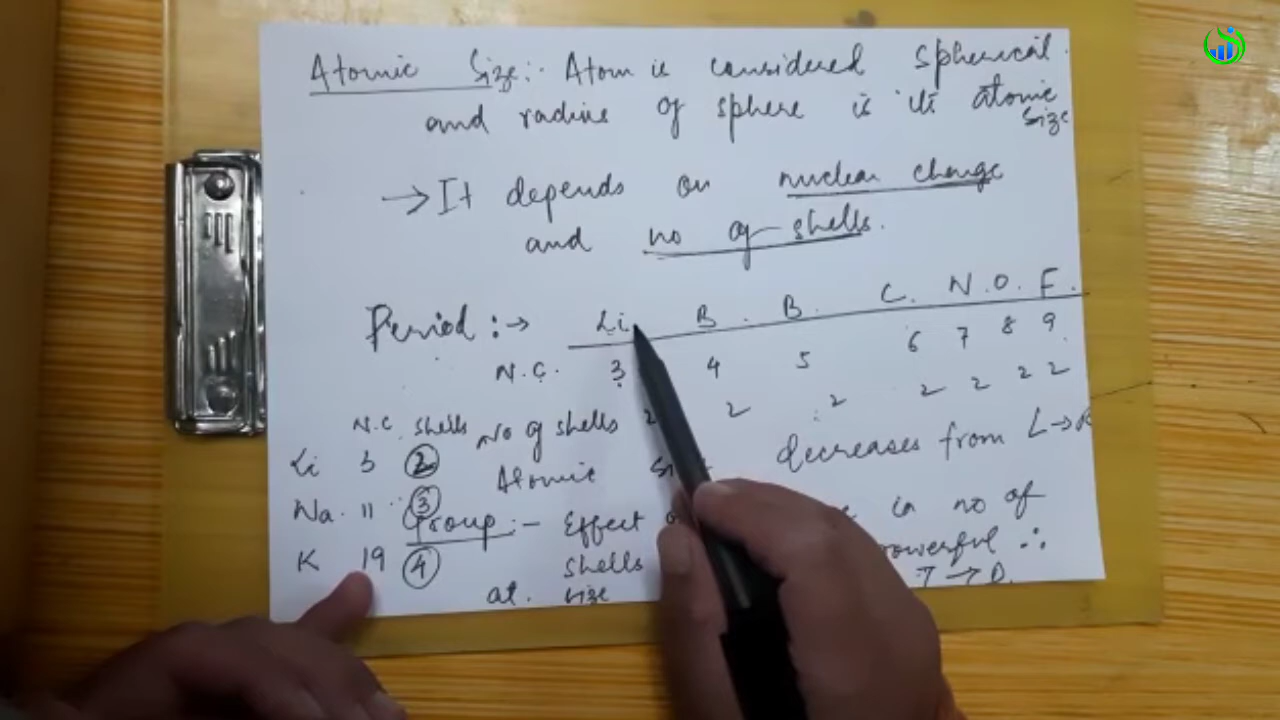 Atomic Size:- Atom is considered spherical
and radius of sphere is its atomic
size
→ It depends on nuclear charge
and no of shells.
Period :→ Li B. B. C. N. O. F.
N.C. 3 4 5 6 7 8 9
No of shells 2 2 2 2 2 2 2
Atomic decreases from L→R
N.C shells
Li 3 2
Na 11 3
K 19 4
Group:- Effect in no of
shells powerful ∴
at. size T→D.